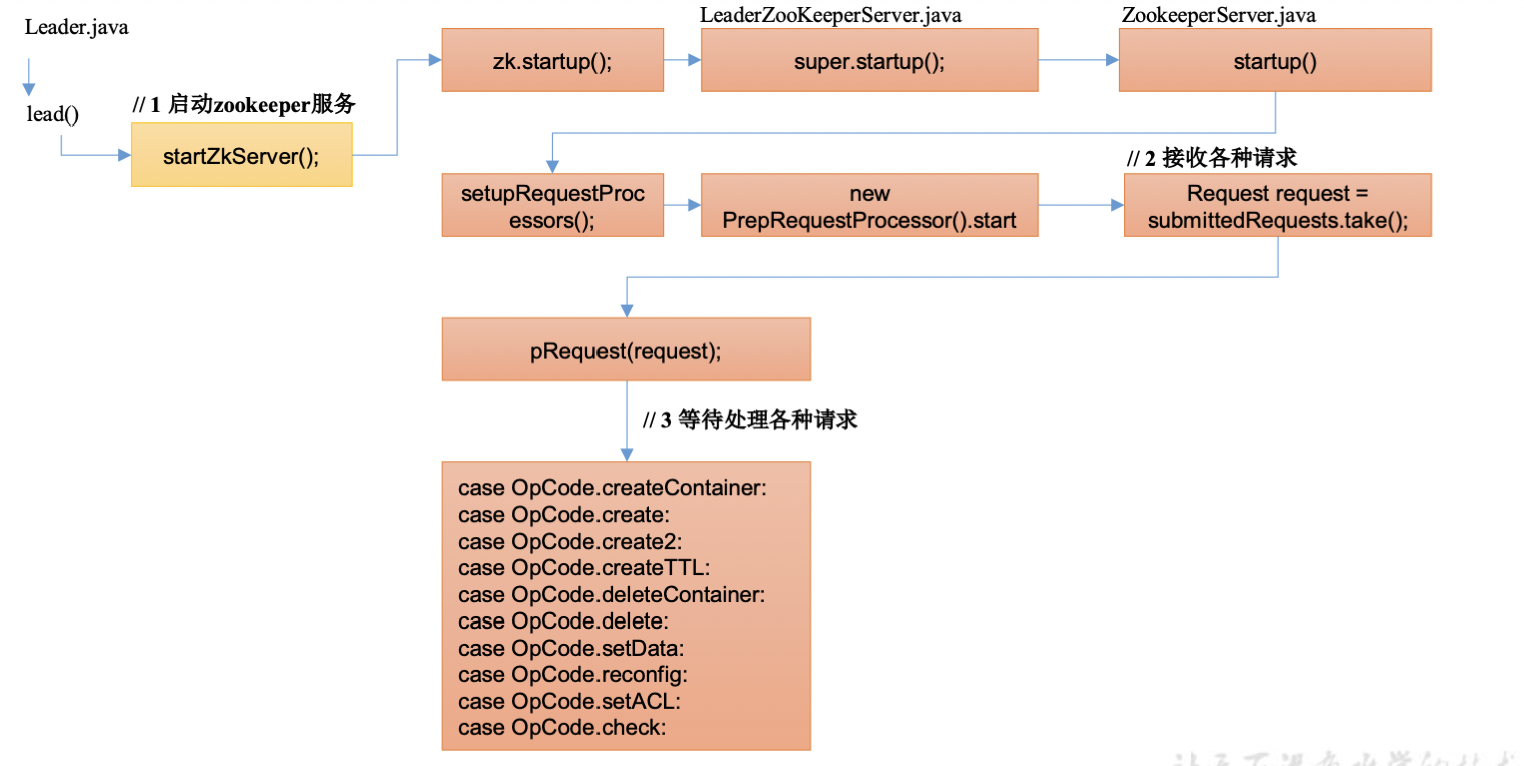 Leader.java
LeaderZooKeeperServer.java
ZookeeperServer.java
zk.startup();
super.startup();
startup()
lead()
// 1 启动zookeeper服务
startZkServer();
// 2 接收各种请求
setupRequestProc
essors();
new
PrepRequestProcessor().start
Request request =
submittedRequests.take();
pRequest(request);
// 3 等待处理各种请求
case OpCode.createContainer:
case OpCode.create:
case OpCode.create2:
case OpCode.createTTL:
case OpCode.deleteContainer:
case OpCode.delete:
case OpCode.setData:
case OpCode.reconfig:
case OpCode.setACL:
case OpCode.check: